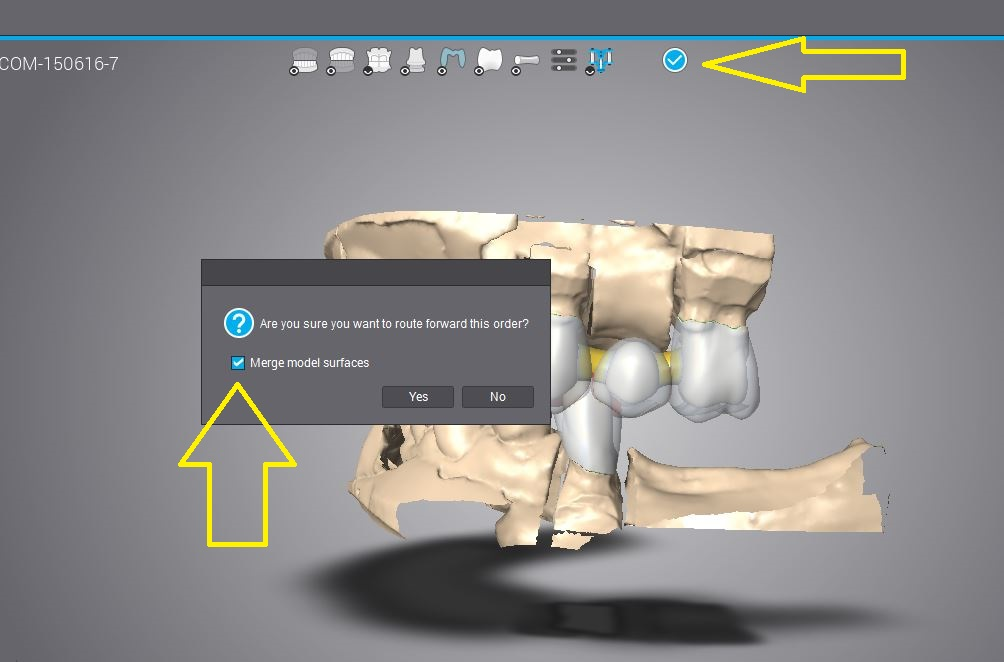 COM-150616-7
Are you sure you want to route forward this order?
Merge model surfaces
Yes No